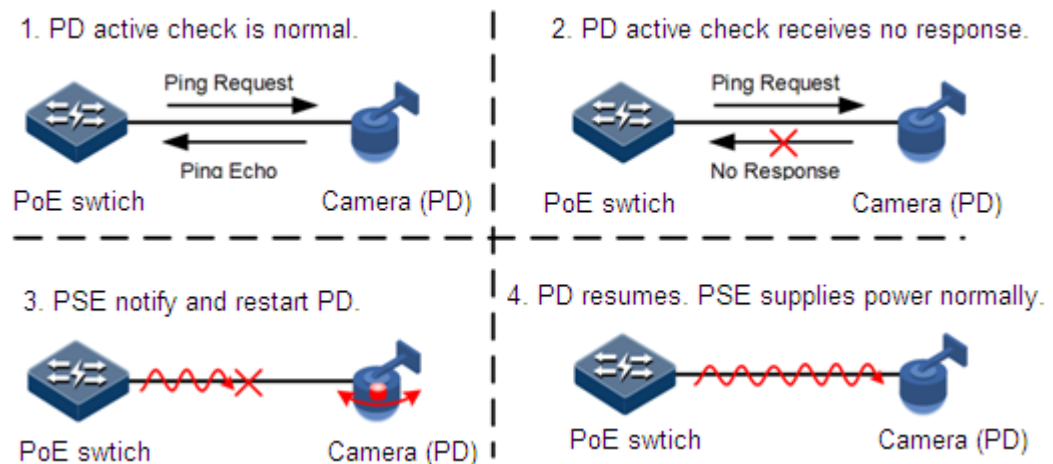 1. PD active check is normal.
Ping Request
Ping Echo
PoE swtich
Camera (PD)
2. PD active check receives no response.
Ping Request
No Response
PoE swtich
Camera (PD)
3. PSE notify and restart PD.
PoE swtich
Camera (PD)
4. PD resumes. PSE supplies power normally.
PoE swtich
Camera (PD)